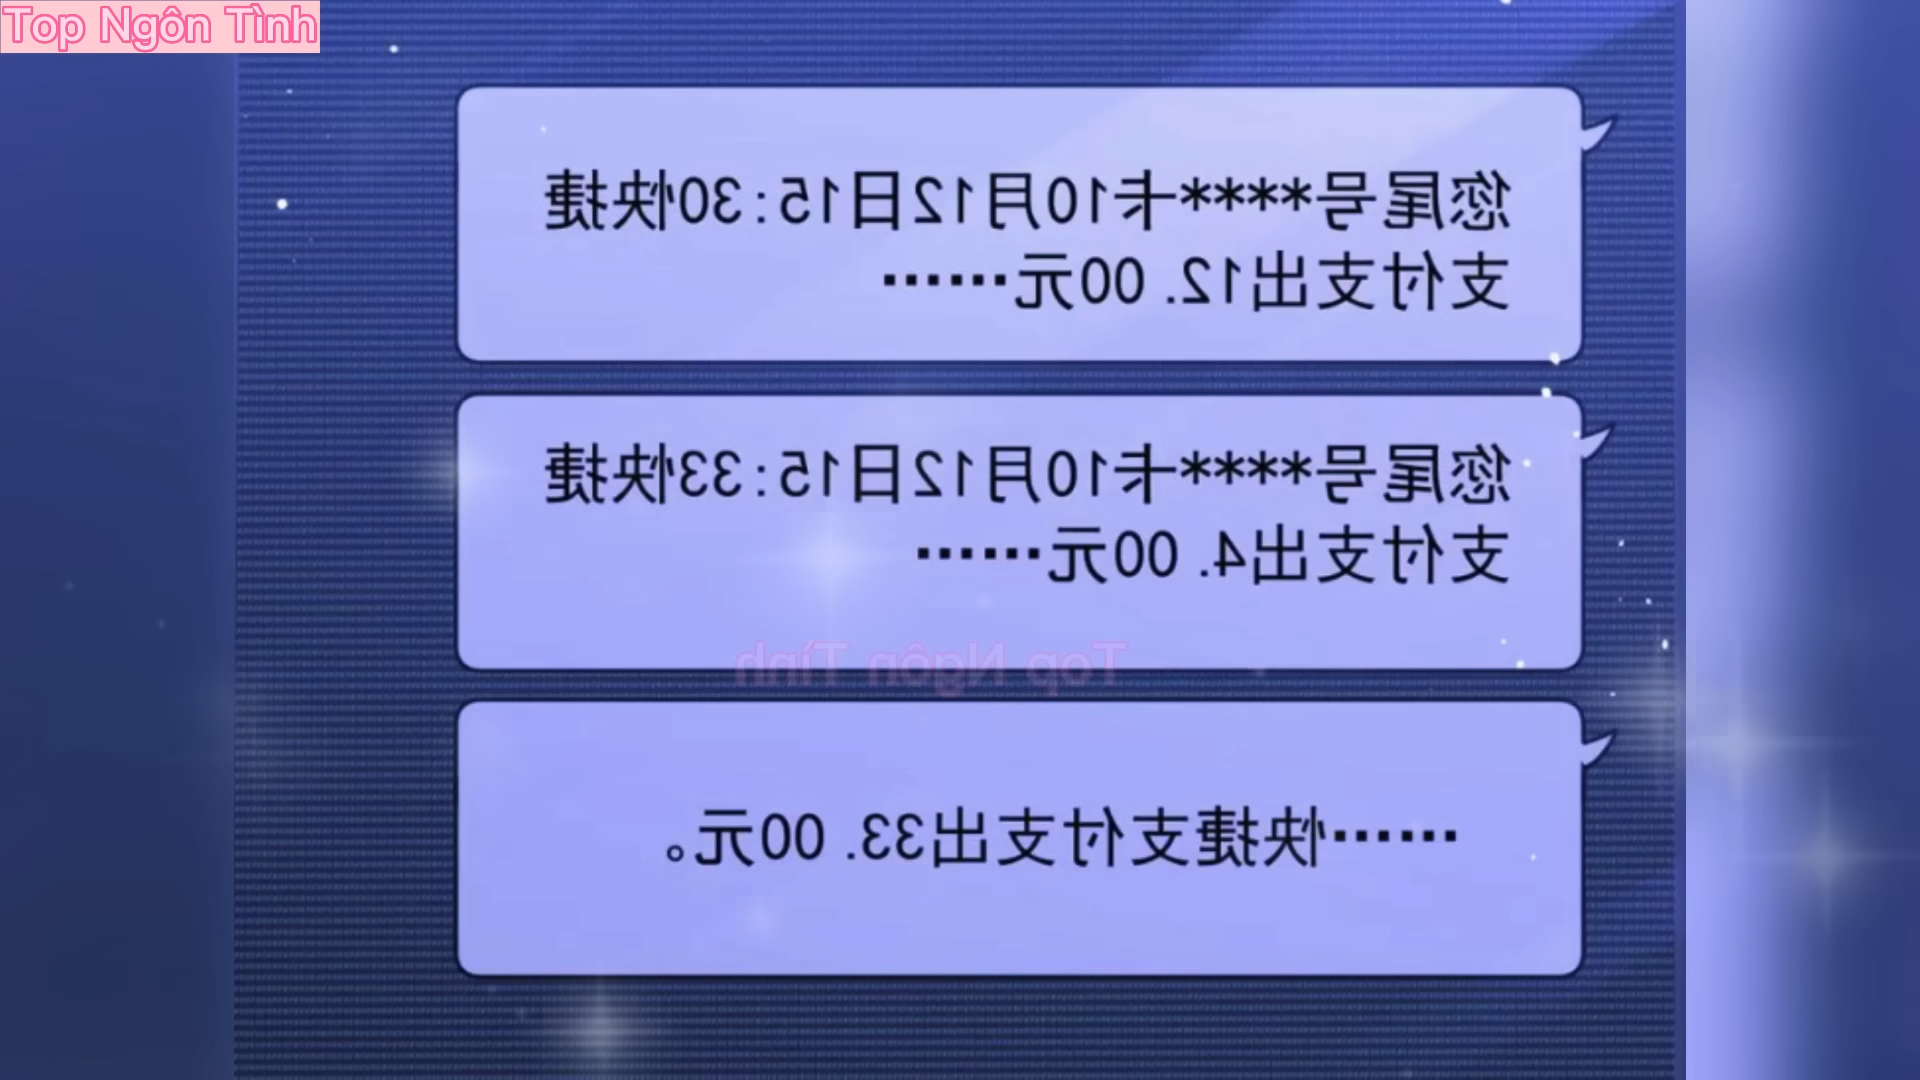 Top Ngôn Tình
您尾号****卡10月12日15:30快捷
支付支出12.00元……
您尾号****卡10月12日15:33快捷
支付支出4.00元……
Top Ngôn Tình
……快捷支付支出33.00元。